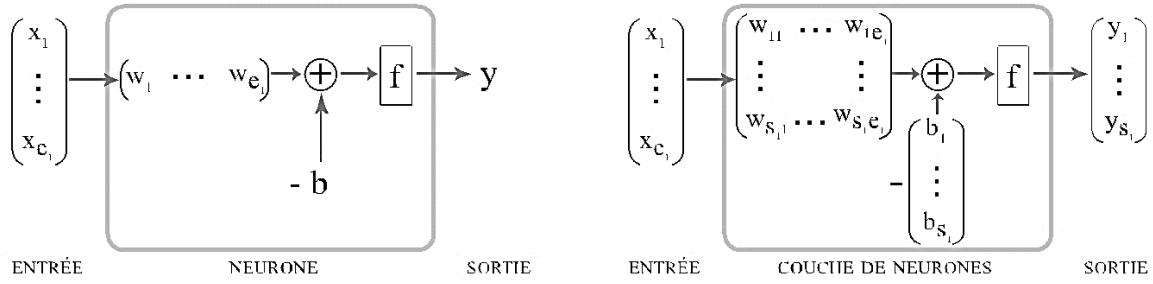 x₁ ⋮ xₑ₁
(w₁ ⋯ wₑ₁)
+
f
y
- b
ENTRÉE
NEURONE
SORTIE
x₁ ⋮ xₑ₁
w₁₁ ⋯ w₁ₑ₁
⋮ ⋮
wₛ₁₁ ⋯ wₛ₁ₑ₁
+
f
y₁ ⋮ yₛ₁
- b₁ ⋮ bₛ₁
ENTRÉE
COUCHE DE NEURONES
SORTIE